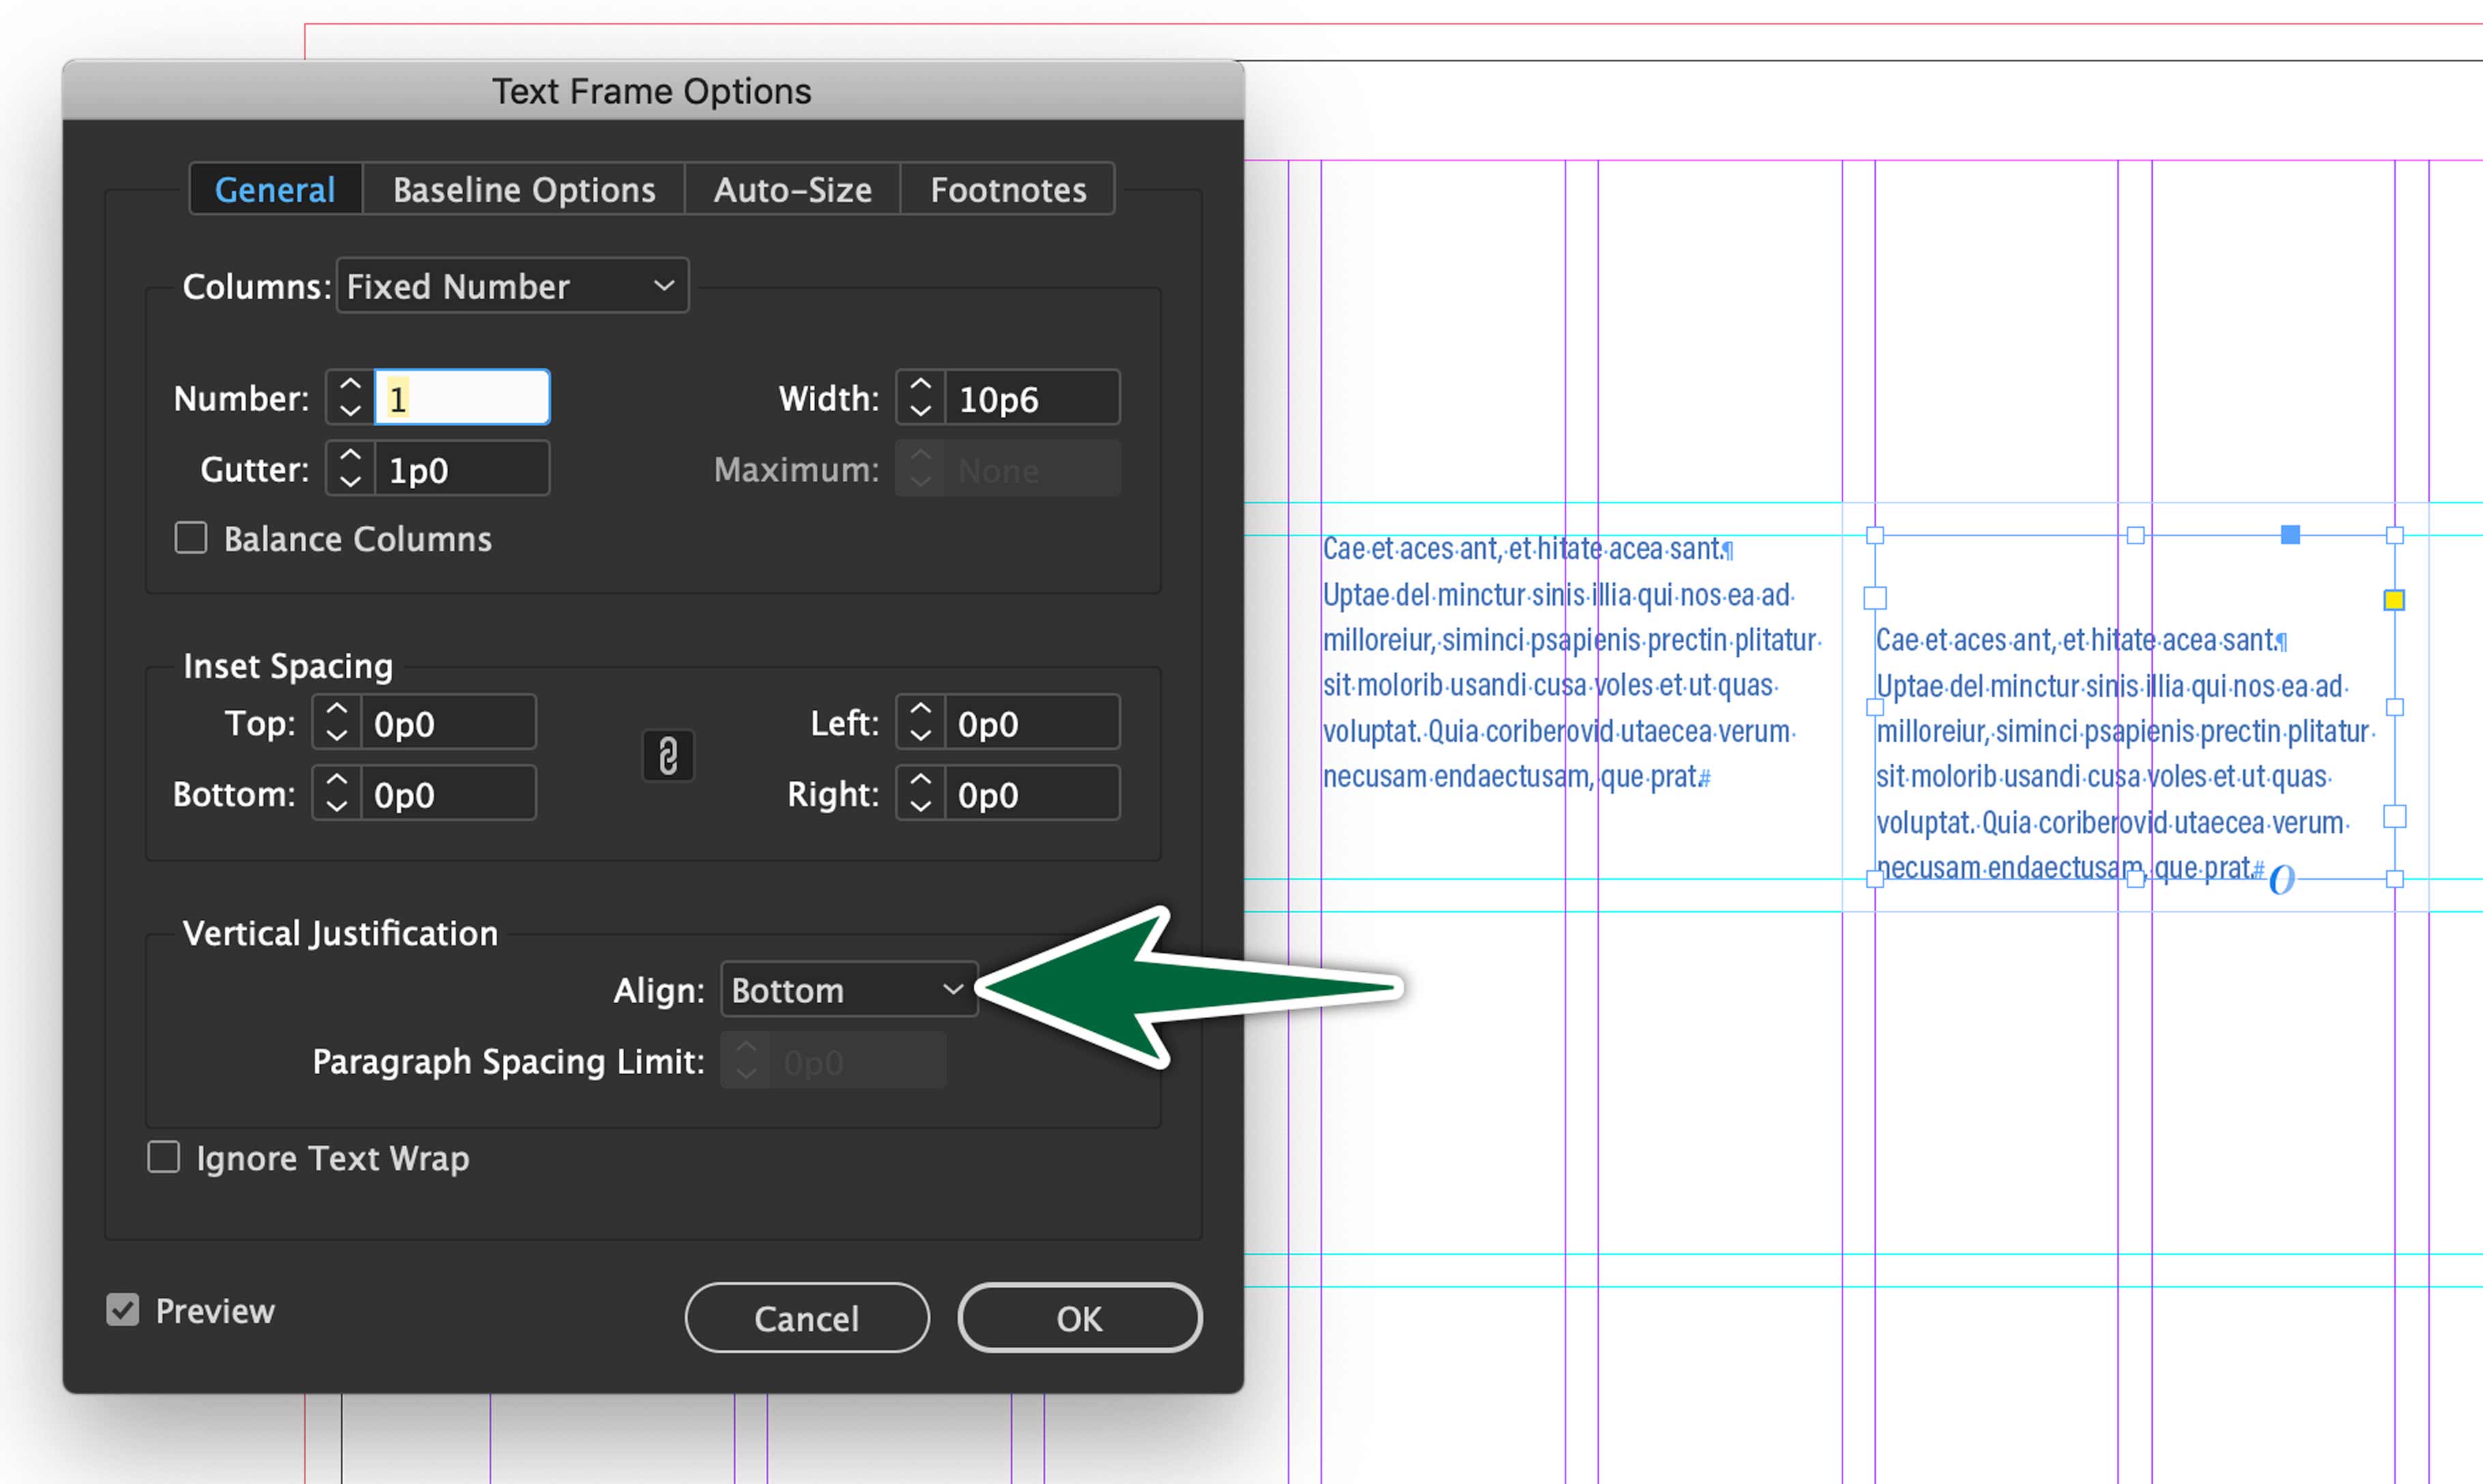 Text Frame Options
General Baseline Options Auto-Size Footnotes
Columns: Fixed Number
Number: 1 Width: 10p6
Gutter: 1p0 Maximum: None
Balance Columns
Inset Spacing
Top: 0p0 Left: 0p0
Bottom: 0p0 Right: 0p0
Vertical Justification
Align: Bottom
Paragraph Spacing Limit: 0p0
Ignore Text Wrap
Preview Cancel OK
Cae·et·aces·ant,·et·hitate·acea·sant.¶
Uptae·del·minctur·sinis·illia·qui·nos·ea·ad·
milloreiur,·siminci·psapienis·prectin·plitatur·
sit·molorib·usandi·cusa·voles·et·ut·quas·
voluptat.·Quia·coriberovid·utaecea·verum·
necusam·endaectusam,·que·prat.#
Cae·et·aces·ant,·et·hitate·acea·sant.¶
Uptae·del·minctur·sinis·illia·qui·nos·ea·ad·
milloreiur,·siminci·psapienis·prectin·plitatur·
sit·molorib·usandi·cusa·voles·et·ut·quas·
voluptat.·Quia·coriberovid·utaecea·verum·
necusam·endaectusam,·que·prat.#